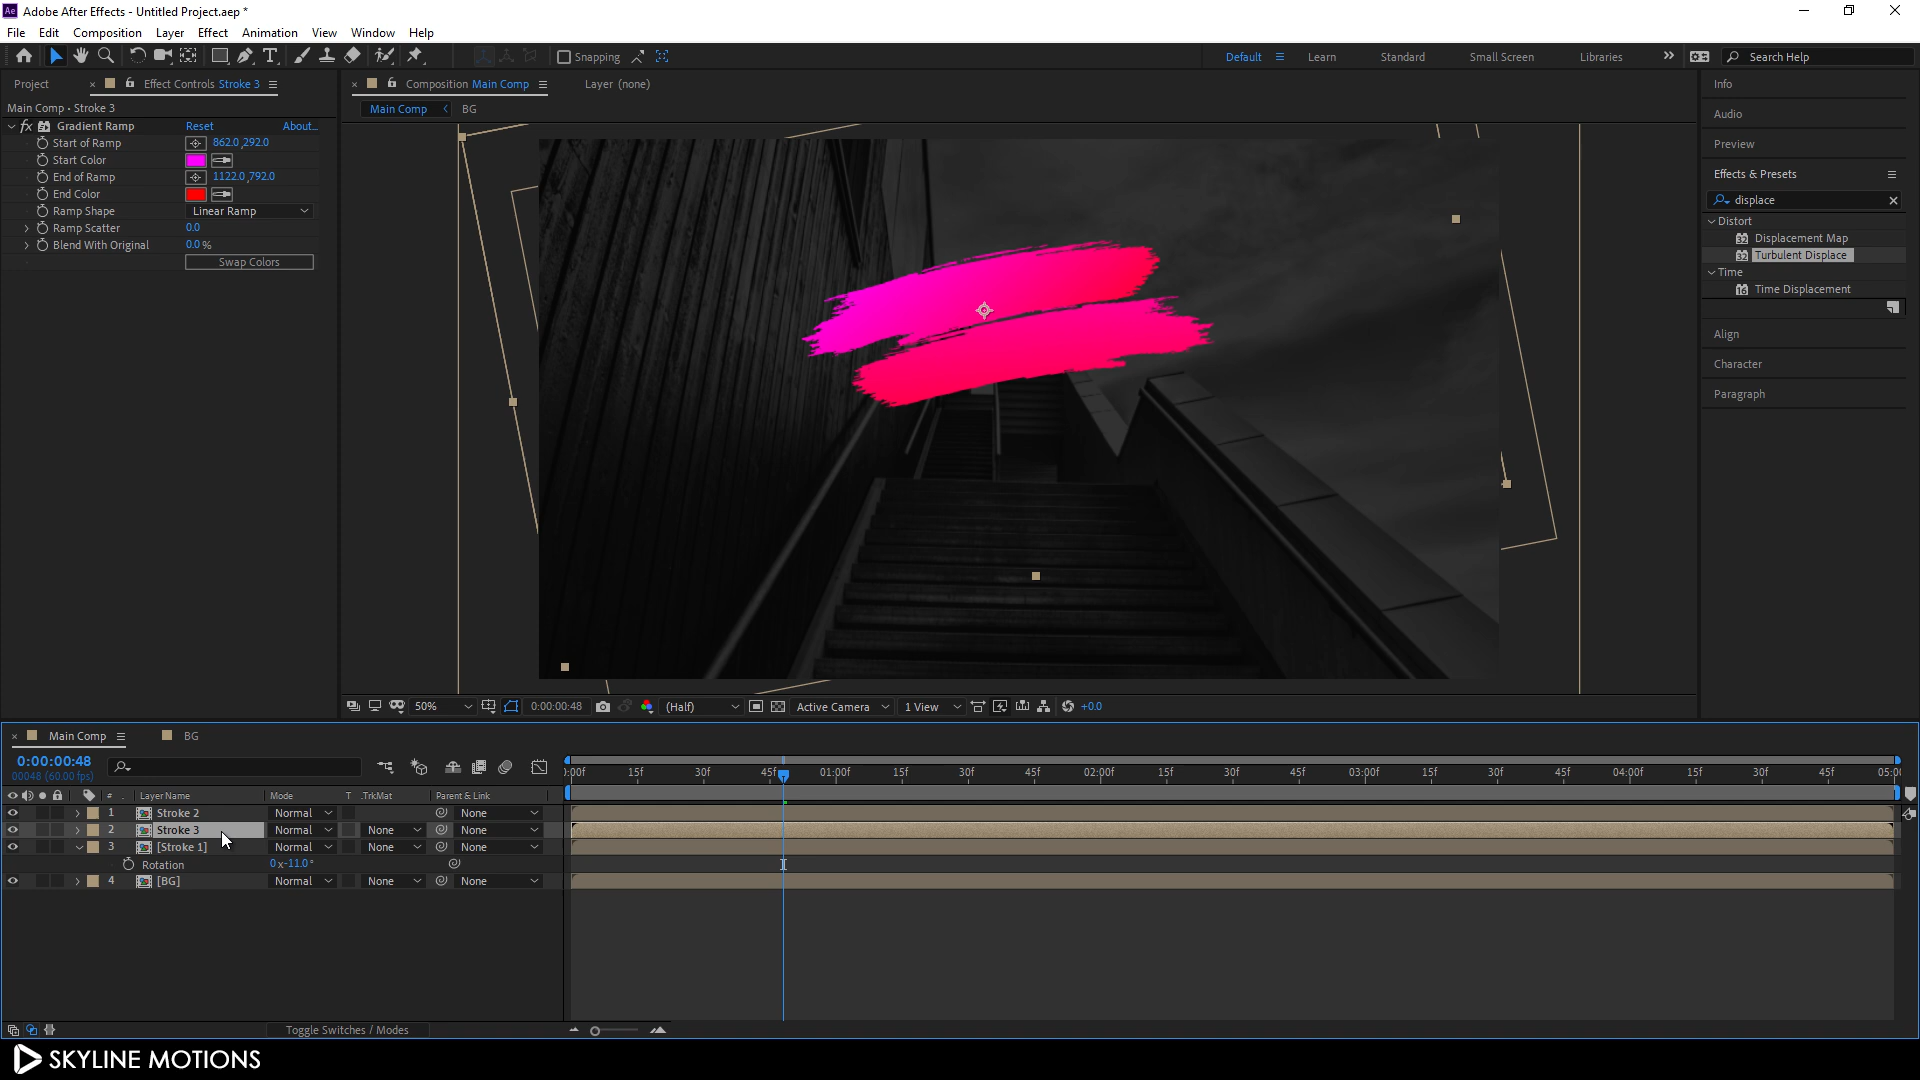 Adobe After Effects - Untitled Project.aep *
File Edit Composition Layer Effect Animation View Window Help
Snapping Default Learn Standard Small Screen Libraries Search Help
Project Effect Controls Stroke 3 Composition Main Comp Layer (none)
Main Comp • Stroke 3
Main Comp BG
fx Gradient Ramp Reset About...
Start of Ramp 862.0,292.0
Start Color
End of Ramp 1122.0,792.0
End Color
Ramp Shape Linear Ramp
Ramp Scatter 0.0
Blend With Original 0.0 %
Swap Colors
Info
Audio
Preview
Effects & Presets
displace
Distort
Displacement Map
Turbulent Displace
Time
Time Displacement
Align
Character
Paragraph
50% 0:00:00:48 (Half) Active Camera 1 View +0.0
Main Comp BG
0:00:00:48
00048 (60.00 fps)
):00f 15f 30f 45f 01:00f 15f 30f 45f 02:00f 15f 30f 45f 03:00f 15f 30f 45f 04:00f 15f 30f 45f 05:0(
# Layer Name Mode T .TrkMat Parent & Link
1 Stroke 2 Normal None
2 Stroke 3 Normal None None
3 [Stroke 1] Normal None None
Rotation 0x-11.0°
4 [BG] Normal None None
Toggle Switches / Modes
SKYLINE MOTIONS